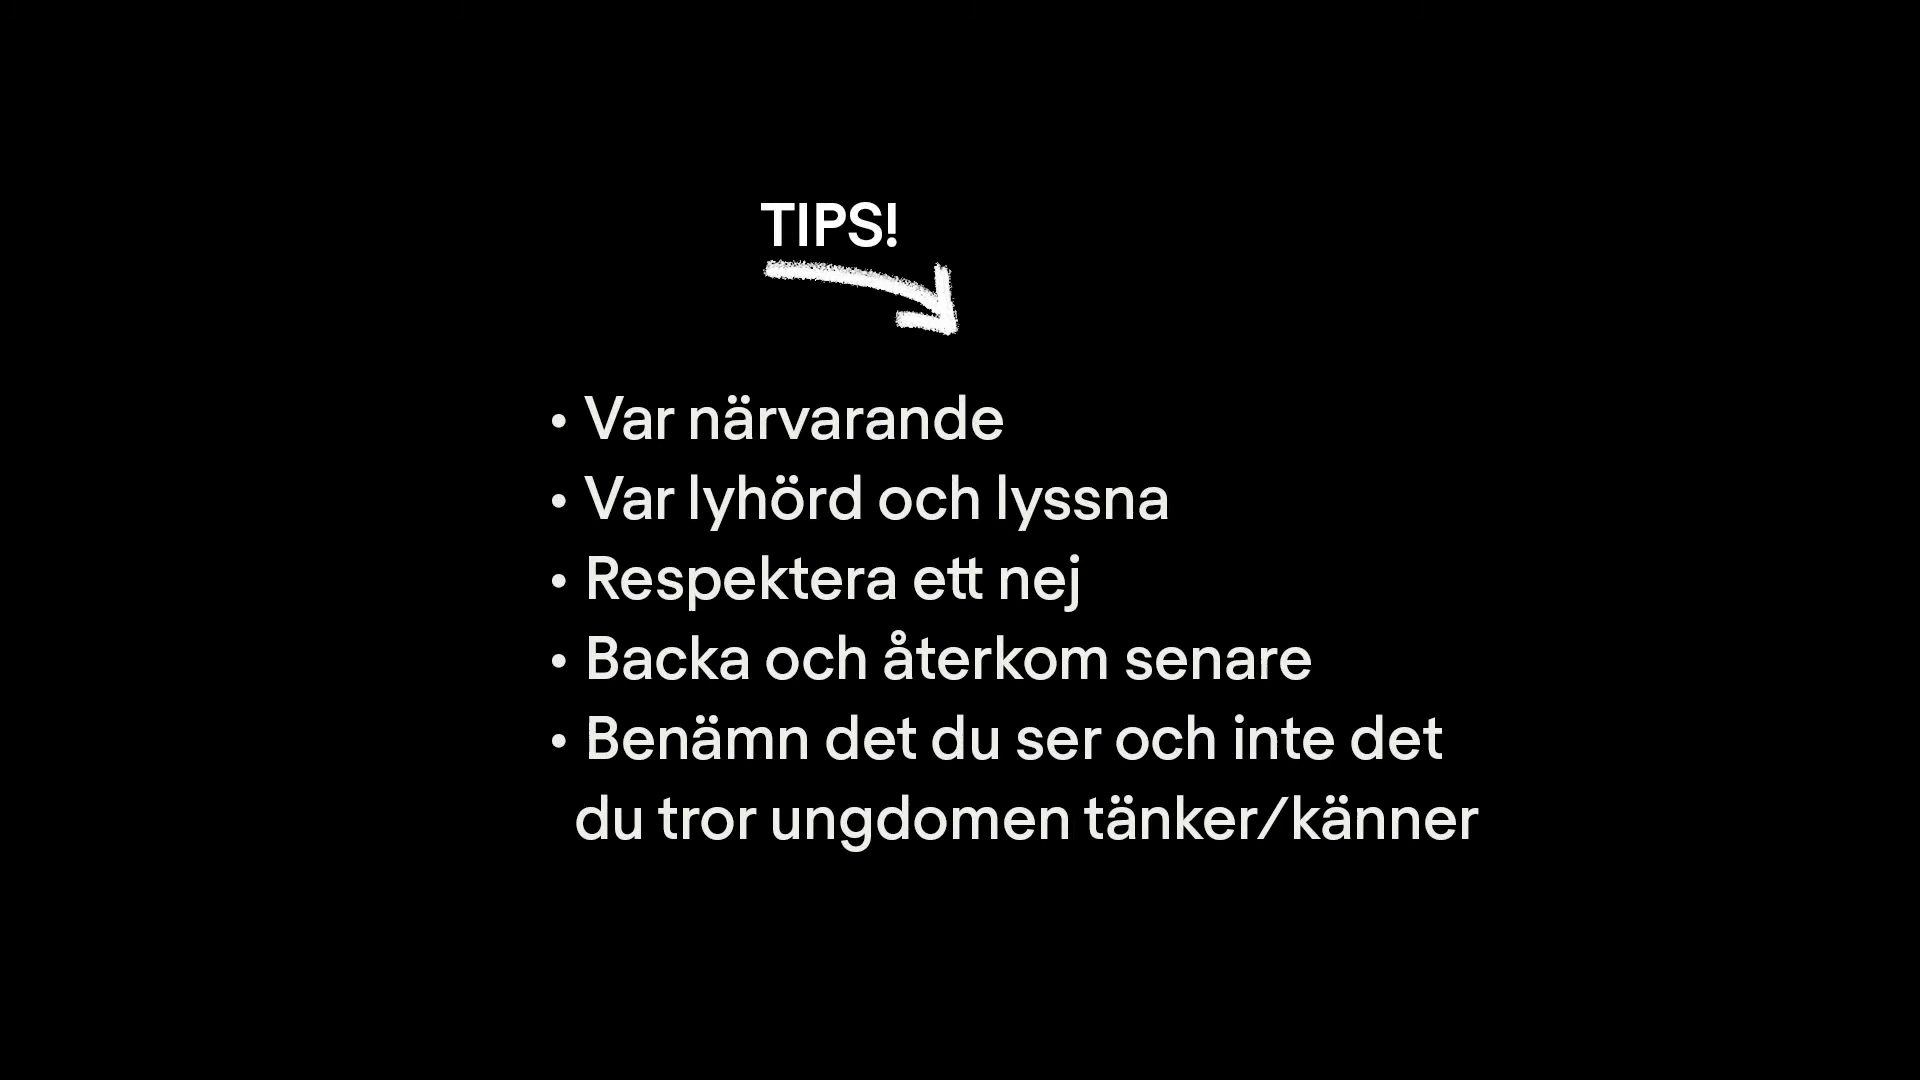 TIPS!
• Var närvarande
• Var lyhörd och lyssna
• Respektera ett nej
• Backa och återkom senare
• Benämn det du ser och inte det
du tror ungdomen tänker/känner